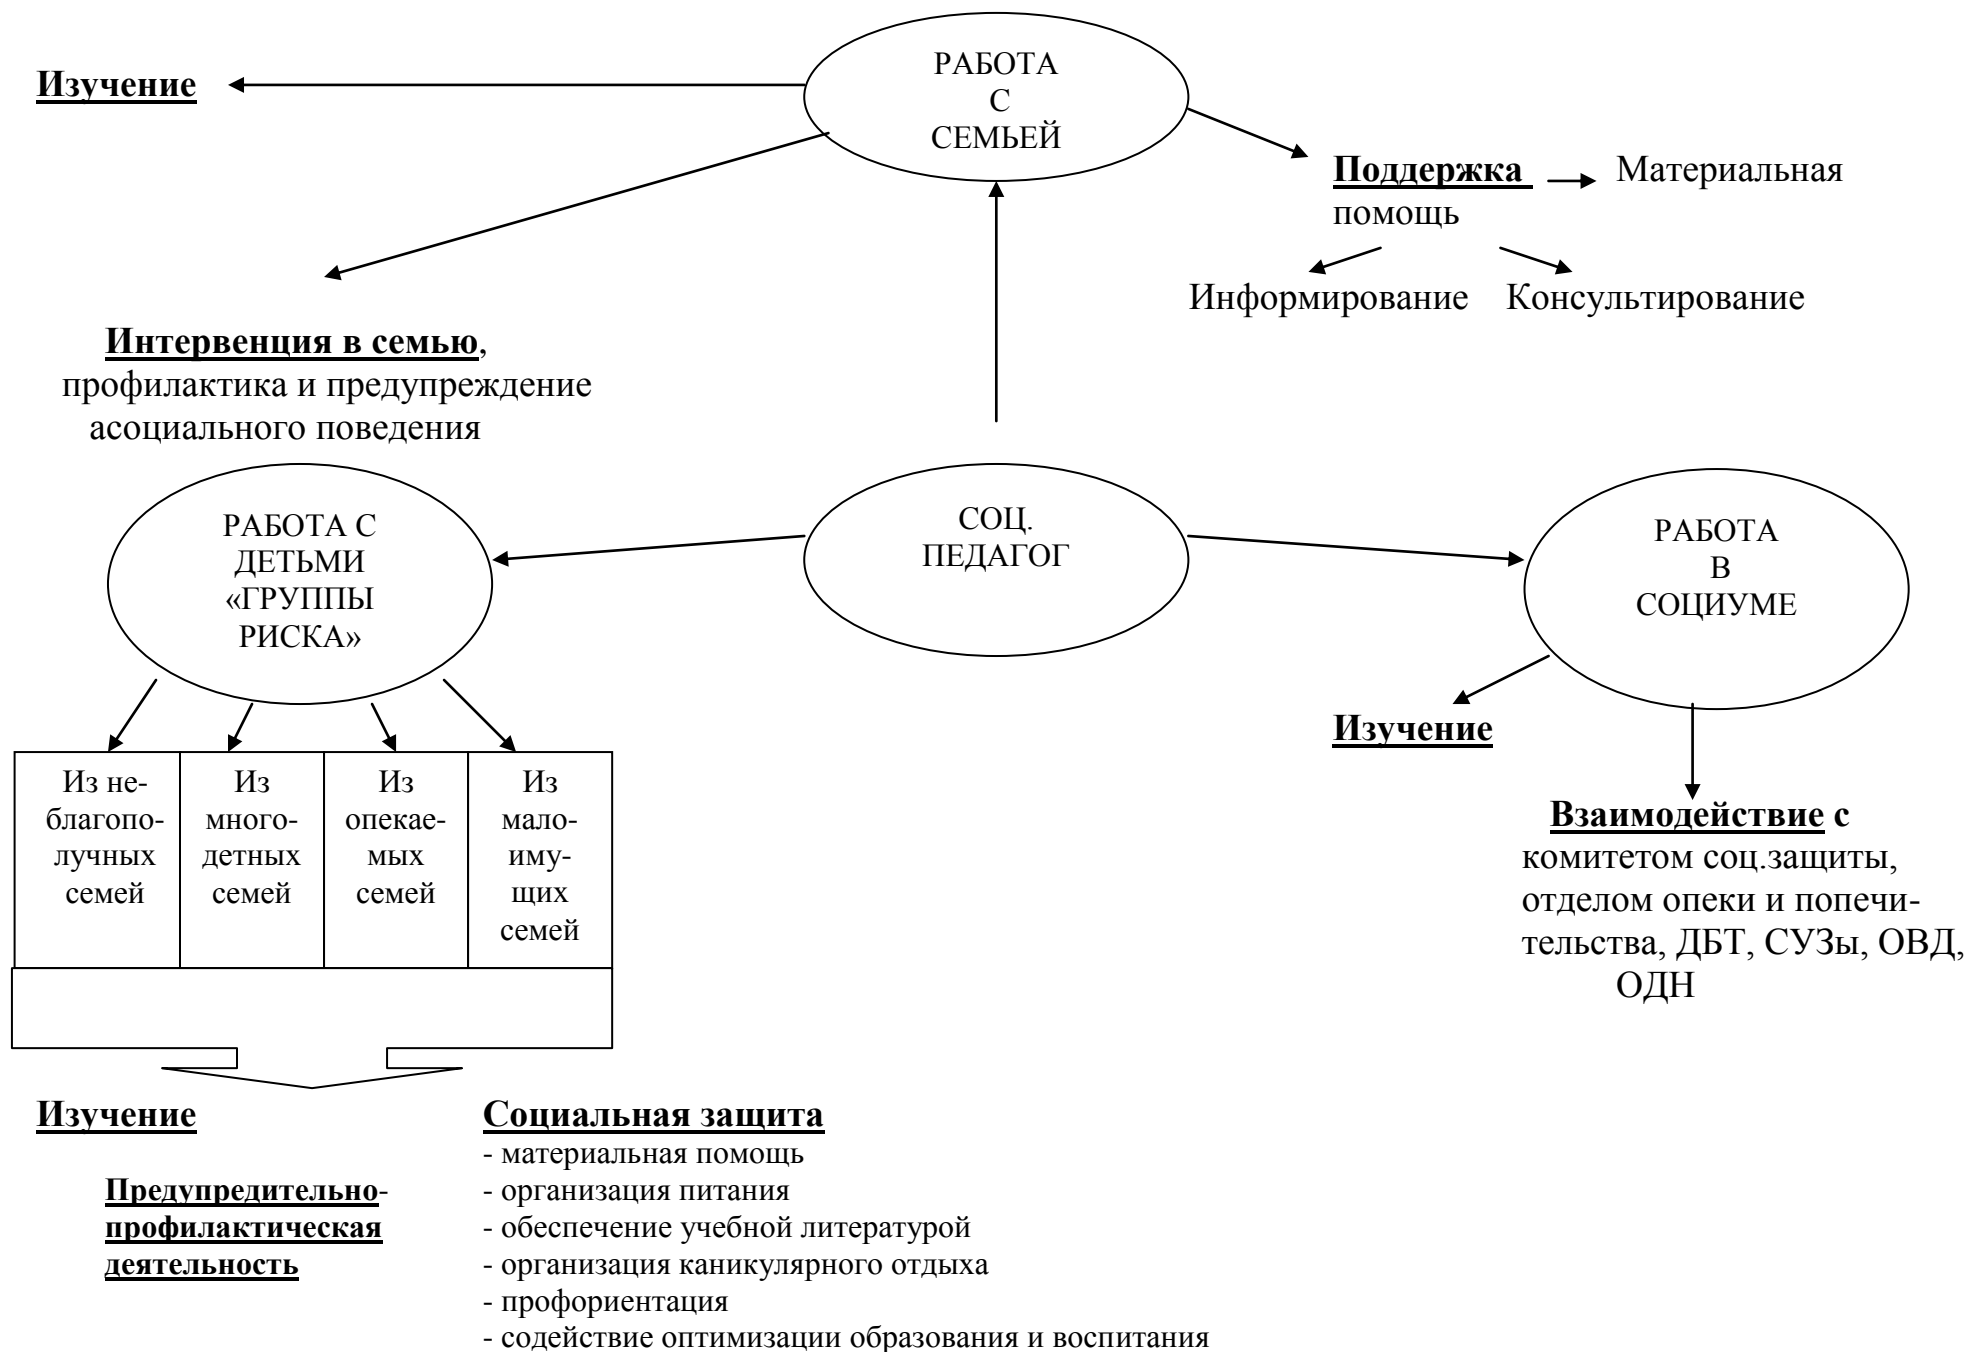 РАБОТА
С
СЕМЬЕЙ
Изучение
Поддержка Материальная
помощь
Информирование Консультирование
Интервенция в семью,
профилактика и предупреждение
асоциального поведения
РАБОТА С
ДЕТЬМИ
«ГРУППЫ
РИСКА»
СОЦ.
ПЕДАГОГ
РАБОТА
В
СОЦИУМЕ
Из не-
благопо-
лучных
семей
Из
много-
детных
семей
Из
опекае-
мых
семей
Из
мало-
иму-
щих
семей
Изучение
Взаимодействие с
комитетом соц.защиты,
отделом опеки и попечи-
тельства, ДБТ, СУЗы, ОВД,
ОДН
Изучение
Предупредительно-
профилактическая
деятельность
Социальная защита
- материальная помощь
- организация питания
- обеспечение учебной литературой
- организация каникулярного отдыха
- профориентация
- содействие оптимизации образования и воспитания